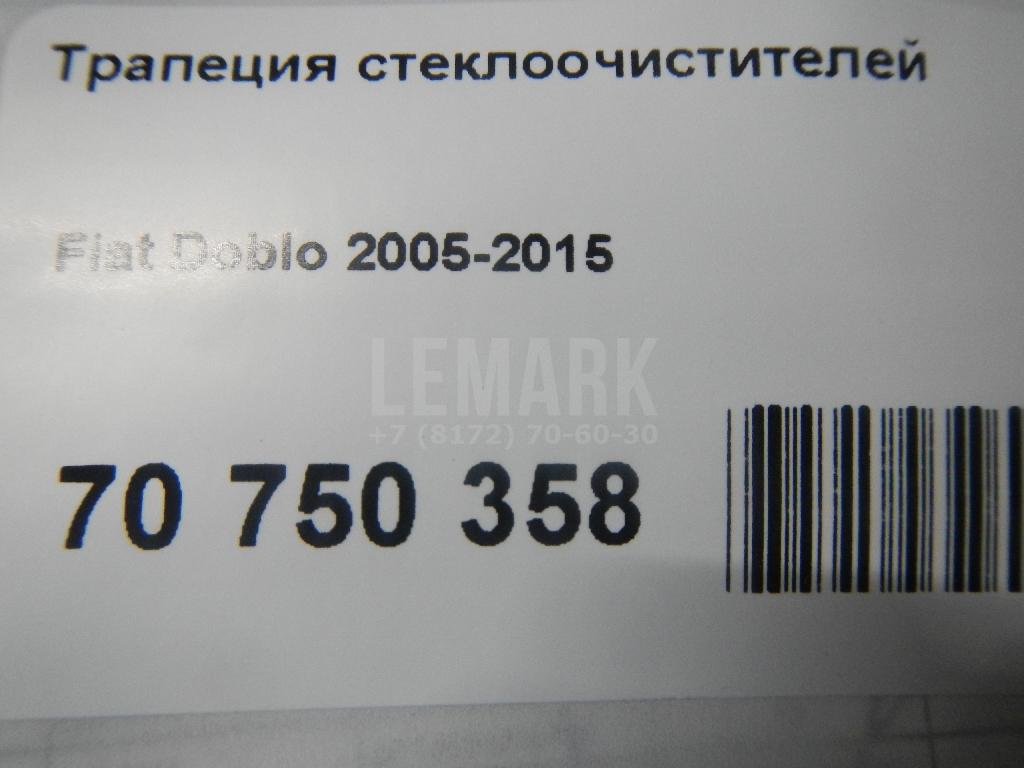 Трапеция стеклоочистителей
Fiat Doblo 2005-2015
LEMARK
+7 (8172) 70-60-30
70 750 358